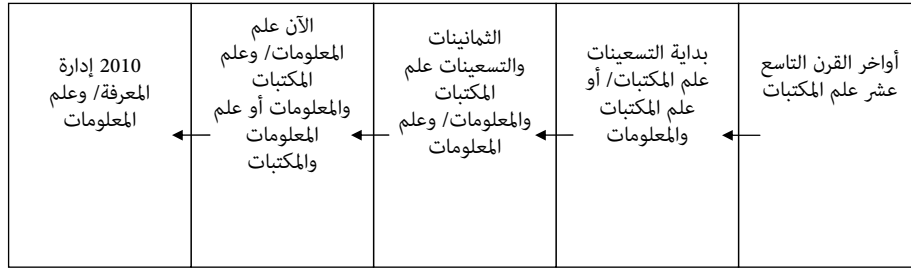 أواخر القرن التاسع
عشر علم المكتبات
بداية التسعينات
علم المكتبات/ أو
علم المكتبات
والمعلومات
الثمانينات
والتسعينات علم
المكتبات
والمعلومات/ وعلم
المعلومات
الآن علم
المعلومات/ وعلم
المكتبات
والمعلومات أو علم
المعلومات
والمكتبات
2010 إدارة
المعرفة/ وعلم
المعلومات